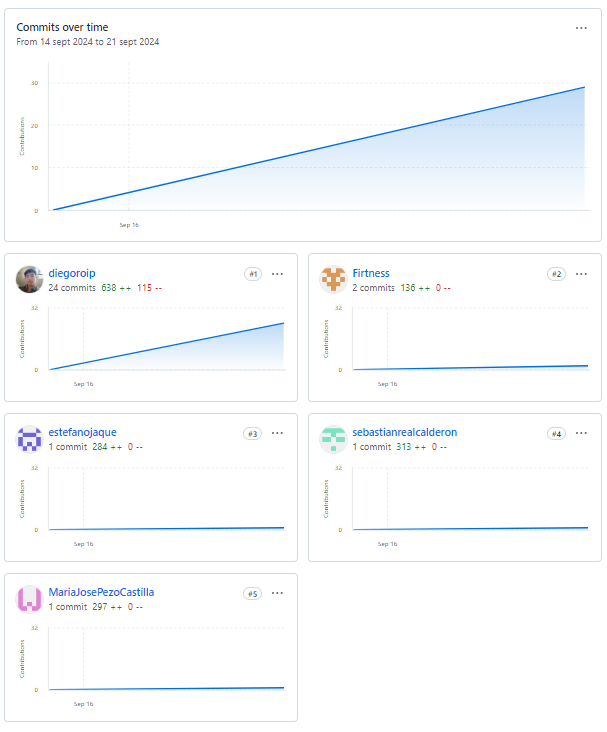 Commits over time
From 14 sept 2024 to 21 sept 2024
Contributions
30
20
10
0
Sep 16
diegoroip
#1
24 commits 638 ++ 115 --
Contributions
32
0
Sep 16
Firtness
#2
2 commits 136 ++ 0 --
Contributions
32
0
Sep 16
estefanojaque
#3
1 commit 284 ++ 0 --
Contributions
32
0
Sep 16
sebastianrealcalderon
#4
1 commit 313 ++ 0 --
Contributions
32
0
Sep 16
MariaJosePezoCastilla
#5
1 commit 297 ++ 0 --
Contributions
32
0
Sep 16